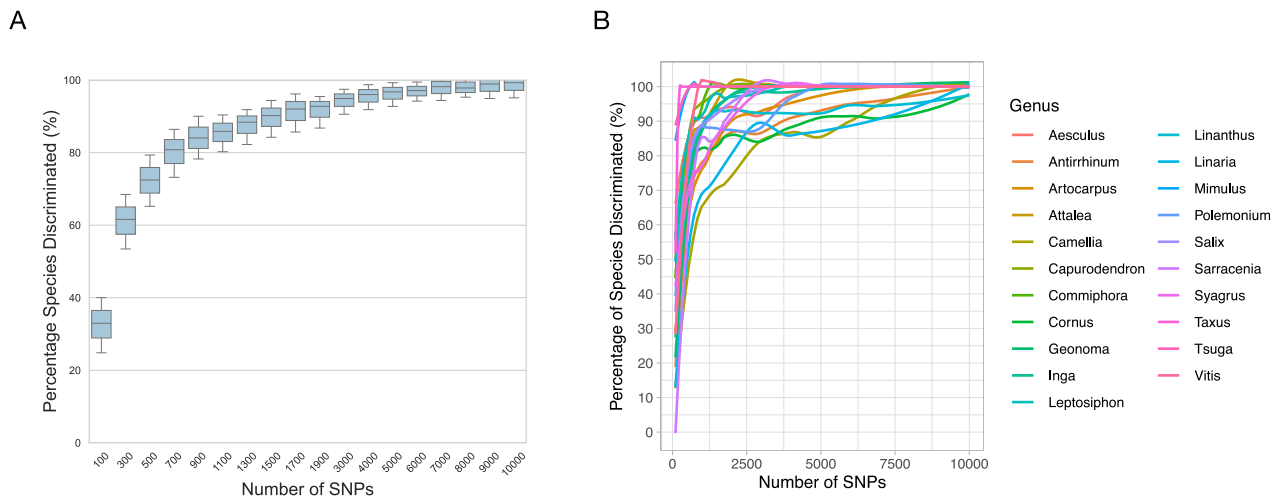 A
Percentage Species Discriminated (%)
100
80
60
40
20
0
100 300 500 700 900 1100 1300 1500 1700 1900 3000 4000 5000 6000 7000 8000 9000 10000
Number of SNPs
B
Percentage of Species Discriminated (%)
100
90
80
70
60
50
40
30
20
10
0
0 2500 5000 7500 10000
Number of SNPs
Genus
Aesculus
Antirrhinum
Artocarpus
Attalea
Camellia
Capurodendron
Commiphora
Cornus
Geonoma
Inga
Leptosiphon
Linanthus
Linaria
Mimulus
Polemonium
Salix
Sarracenia
Syagrus
Taxus
Tsuga
Vitis